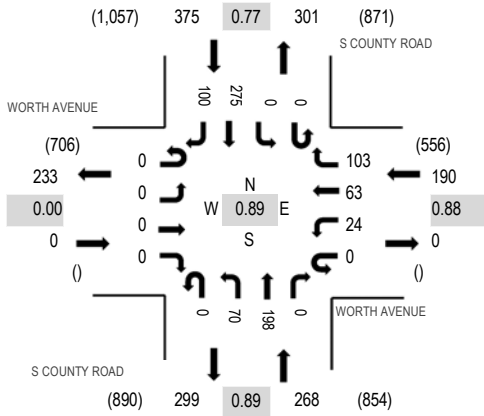 (1,057) 375 0.77 301 (871)
S COUNTY ROAD
WORTH AVENUE
100 275 0 0
(706) (556)
0 103
233 190
0 N 63
0.00 W 0.89 E 0.88
0 S 24
0 0
0 0
() ()
0 70 198 0
WORTH AVENUE
S COUNTY ROAD
(890) 299 0.89 268 (854)